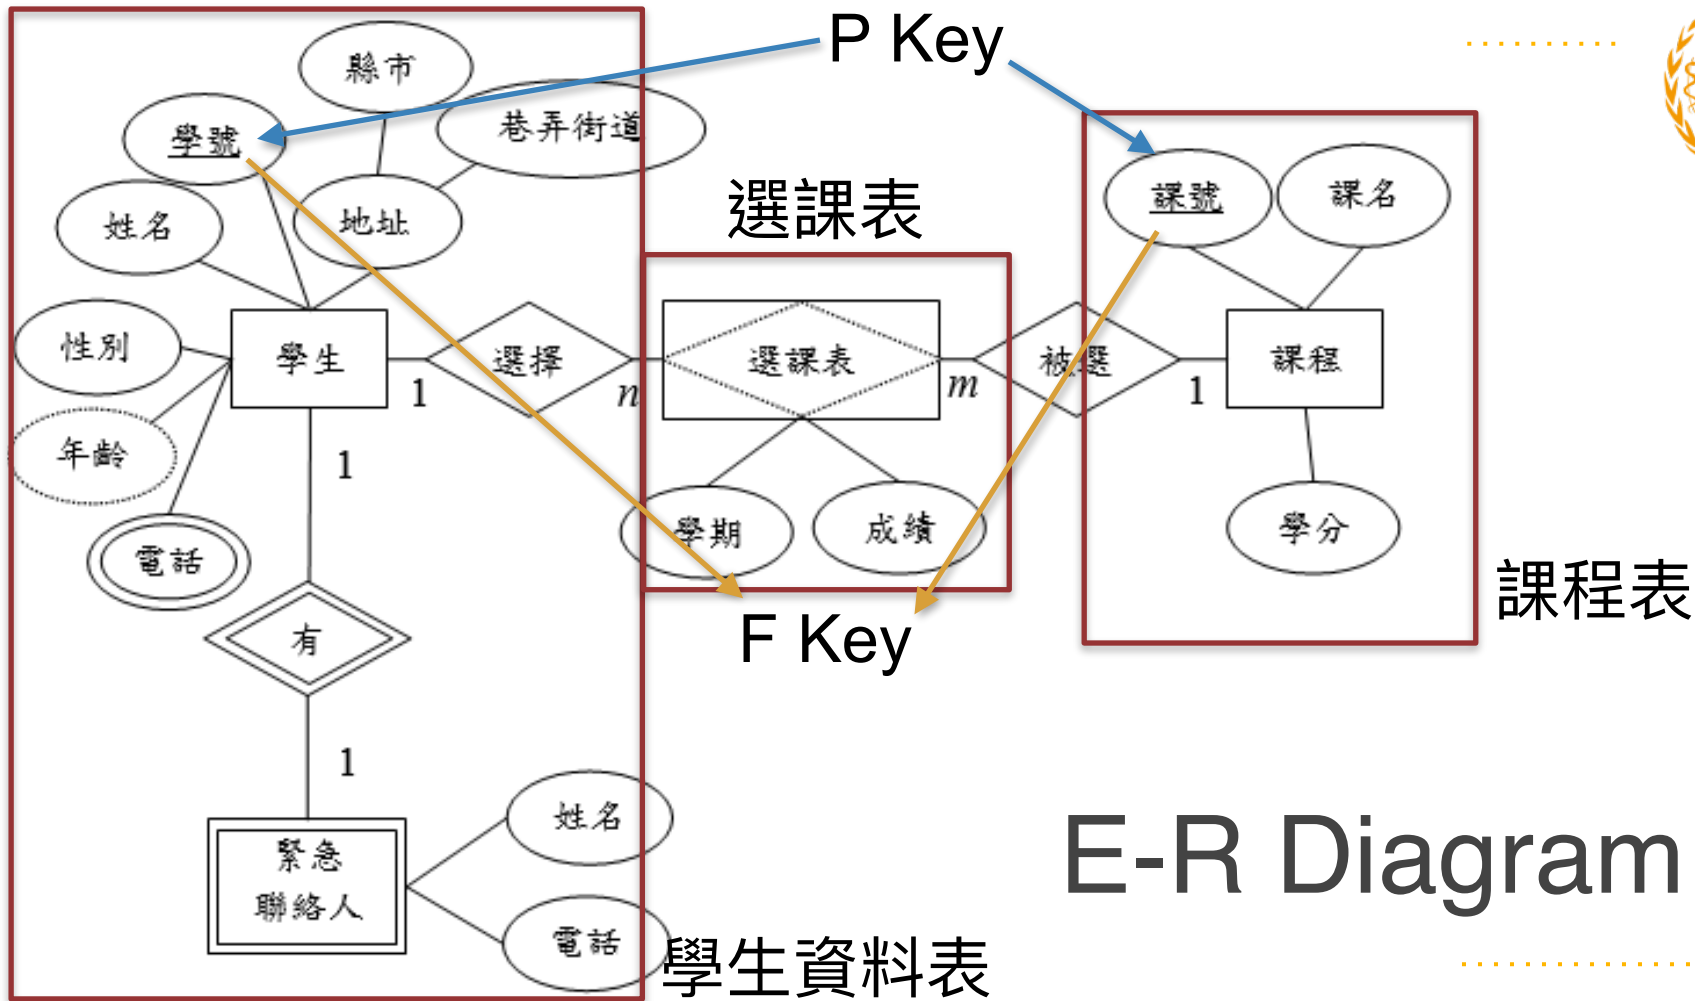 P Key
縣市
學號
巷弄街道
姓名
地址
選課表
課號
課名
性別
學生
1
選擇
n
選課表
m
被選
1
課程
年齡
1
電話
學期
成績
學分
課程表
有
F Key
1
姓名
緊急
聯絡人
電話
E-R Diagram
學生資料表